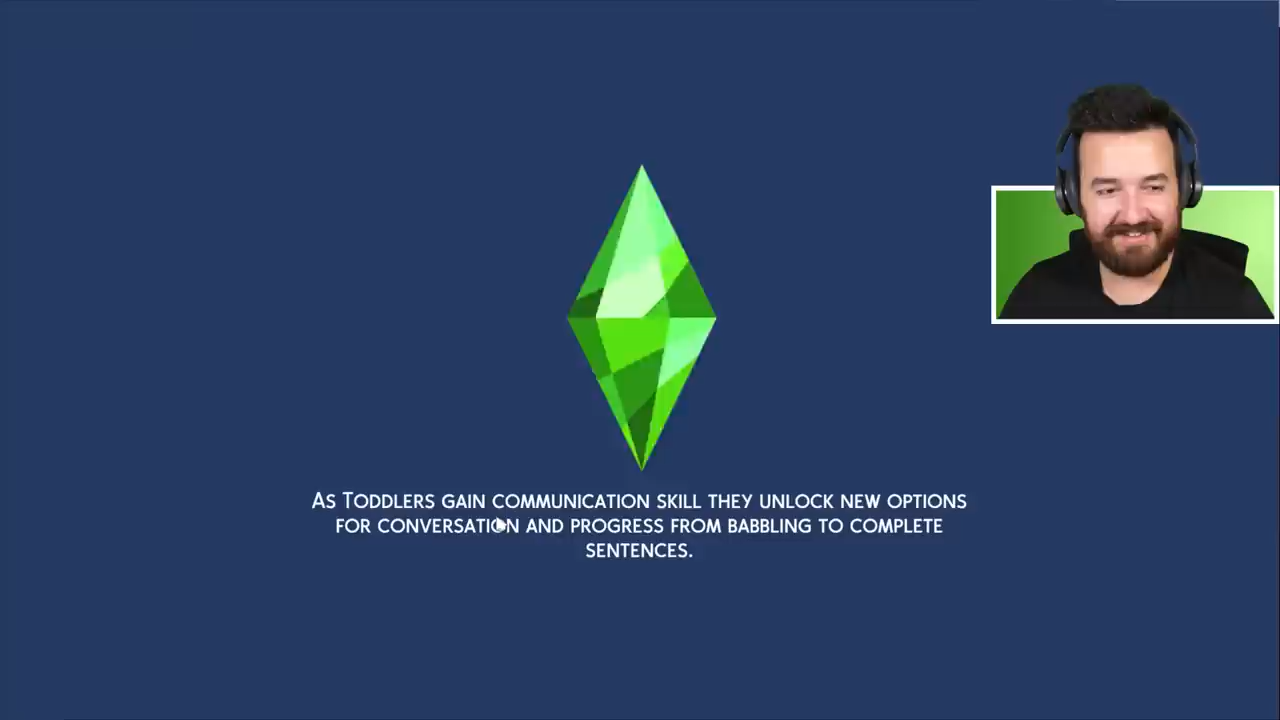 As Toddlers gain communication skill they unlock new options
for conversation and progress from babbling to complete
sentences.